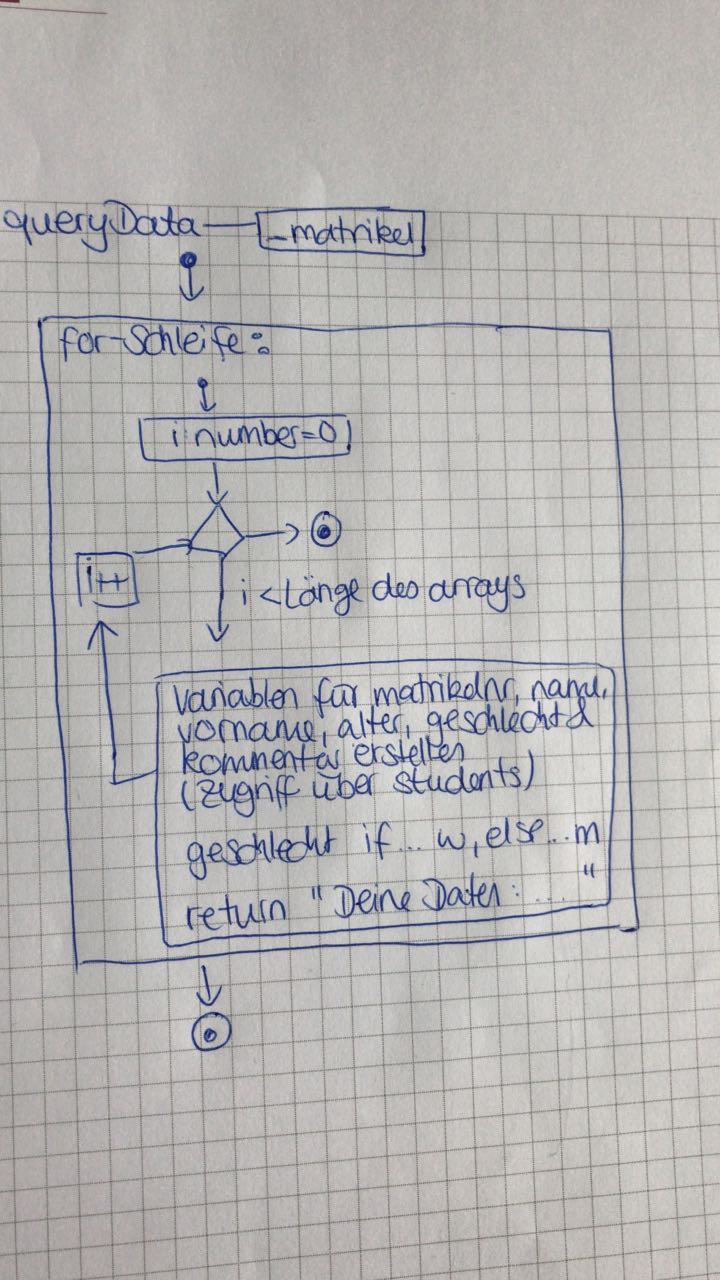 queryData
_matrikel
for-Schleife:
i number=0
i++
i < Länge des arrays
Variablen für matrikelnr, name,
vorname, alter, geschlecht &
kommentar erstellen
(Zugriff über students)
geschlecht if... w, else...m
return "Deine Daten: .... "